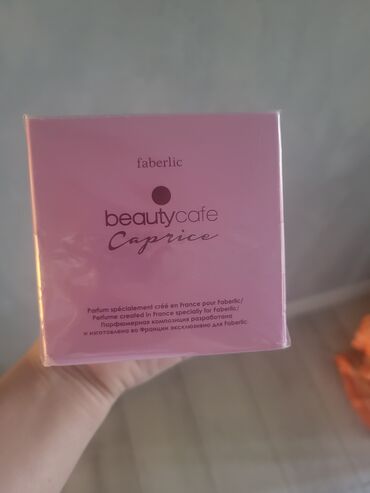 faberlic
beautycafe
Caprice
Parfum spécialement créé en France pour Faberlic/
Perfume created in France specially for Faberlic/
Парфюмерная композиция разработана
и изготовлена во Франции эксклюзивно для Faberlic